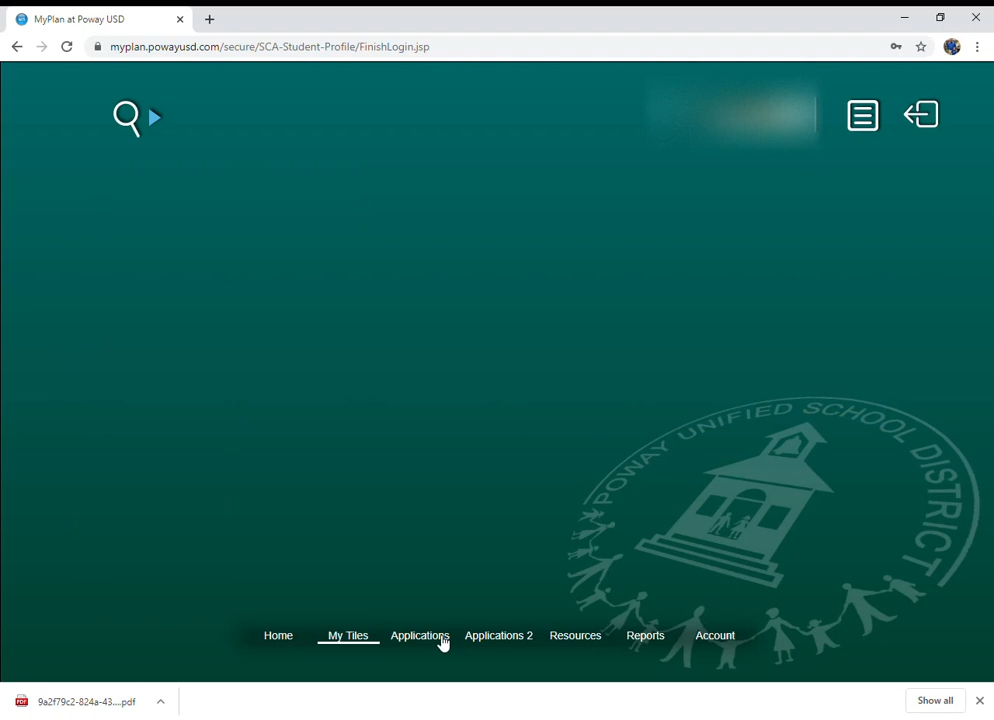 MyPlan at Poway USD
myplan.powayusd.com/secure/SCA-Student-Profile/FinishLogin.jsp
POWAY UNIFIED SCHOOL DISTRICT
Home My Tiles Applications Applications 2 Resources Reports Account
PDF 9a2f79c2-824a-43....pdf Show all